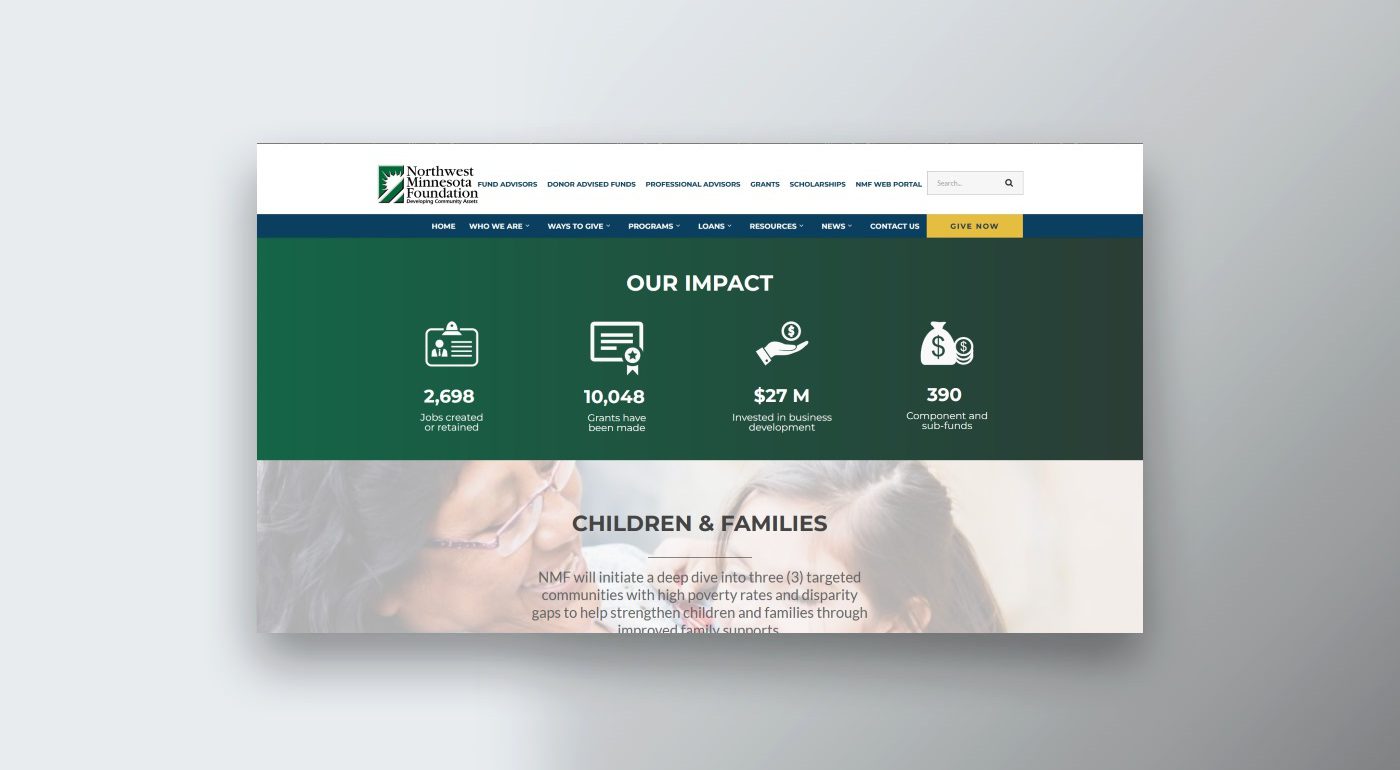 Northwest
Minnesota
Foundation
Developing Community Assets
FUND ADVISORS DONOR ADVISED FUNDS PROFESSIONAL ADVISORS GRANTS SCHOLARSHIPS NMF WEB PORTAL Search...
HOME WHO WE ARE WAYS TO GIVE PROGRAMS LOANS RESOURCES NEWS CONTACT US GIVE NOW
OUR IMPACT
$
$ $
2,698
Jobs created
or retained
10,048
Grants have
been made
$27 M
Invested in business
development
390
Component and
sub-funds
CHILDREN & FAMILIES
NMF will initiate a deep dive into three (3) targeted
communities with high poverty rates and disparity
gaps to help strengthen children and families through
improved family supports